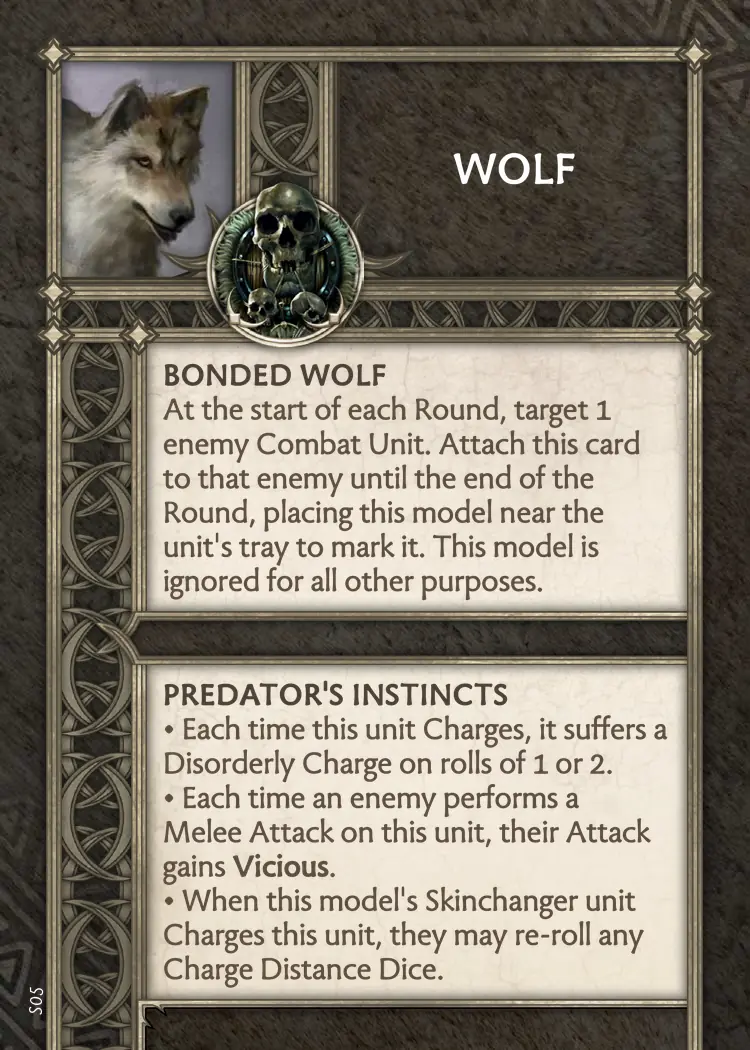 WOLF
BONDED WOLF
At the start of each Round, target 1
enemy Combat Unit. Attach this card
to that enemy until the end of the
Round, placing this model near the
unit's tray to mark it. This model is
ignored for all other purposes.
PREDATOR'S INSTINCTS
• Each time this unit Charges, it suffers a
Disorderly Charge on rolls of 1 or 2.
• Each time an enemy performs a
Melee Attack on this unit, their Attack
gains Vicious.
• When this model's Skinchanger unit
Charges this unit, they may re-roll any
Charge Distance Dice.
S05